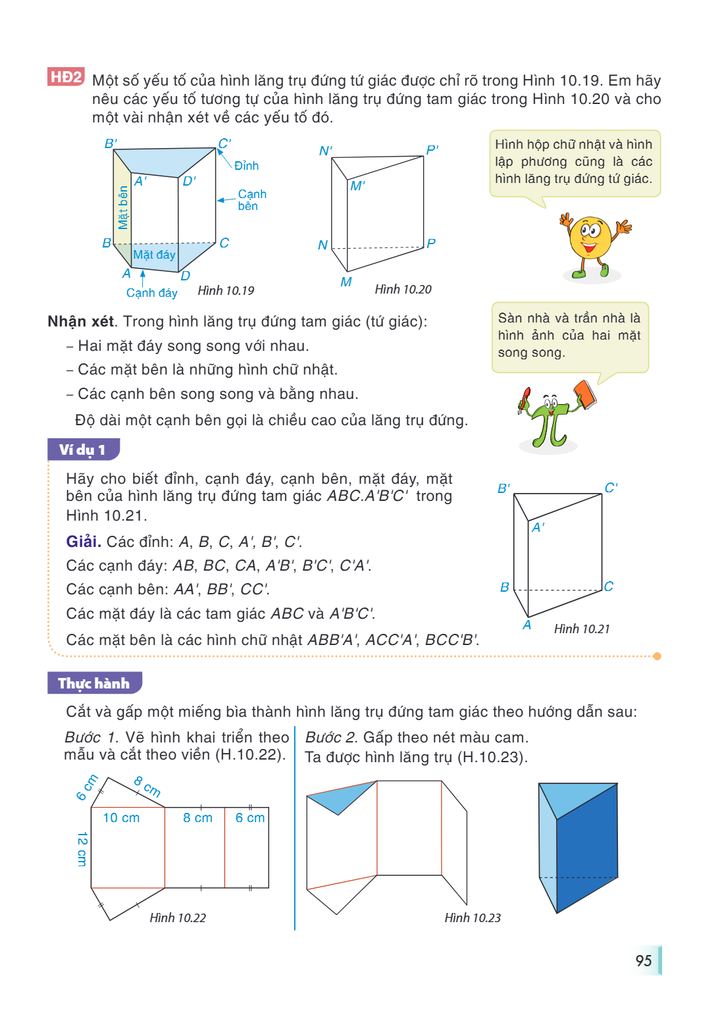 HĐ2 Một số yếu tố của hình lăng trụ đứng tứ giác được chỉ rõ trong Hình 10.19. Em hãy
nêu các yếu tố tương tự của hình lăng trụ đứng tam giác trong Hình 10.20 và cho
một vài nhận xét về các yếu tố đó.
B' C' A' D' Đỉnh
Cạnh
bên
Mặt bên
B C
Mặt đáy
A D
Cạnh đáy
Hình 10.19
N' P'
M'
N P
M
Hình 10.20
Hình hộp chữ nhật và hình
lập phương cũng là các
hình lăng trụ đứng tứ giác.
Nhận xét. Trong hình lăng trụ đứng tam giác (tứ giác):
– Hai mặt đáy song song với nhau.
– Các mặt bên là những hình chữ nhật.
– Các cạnh bên song song và bằng nhau.
Độ dài một cạnh bên gọi là chiều cao của lăng trụ đứng.
Sàn nhà và trần nhà là
hình ảnh của hai mặt
song song.
Ví dụ 1
Hãy cho biết đỉnh, cạnh đáy, cạnh bên, mặt đáy, mặt
bên của hình lăng trụ đứng tam giác ABC.A'B'C' trong
Hình 10.21.
Giải. Các đỉnh: A, B, C, A', B', C'.
Các cạnh đáy: AB, BC, CA, A'B', B'C', C'A'.
Các cạnh bên: AA', BB', CC'.
Các mặt đáy là các tam giác ABC và A'B'C'.
Các mặt bên là các hình chữ nhật ABB'A', ACC'A', BCC'B'.
B' C'
A'
B C
A
Hình 10.21
Thực hành
Cắt và gấp một miếng bìa thành hình lăng trụ đứng tam giác theo hướng dẫn sau:
Bước 1. Vẽ hình khai triển theo
mẫu và cắt theo viền (H.10.22).
6 cm 8 cm
10 cm 8 cm 6 cm
12 cm
Hình 10.22
Bước 2. Gấp theo nét màu cam.
Ta được hình lăng trụ (H.10.23).
Hình 10.23
95